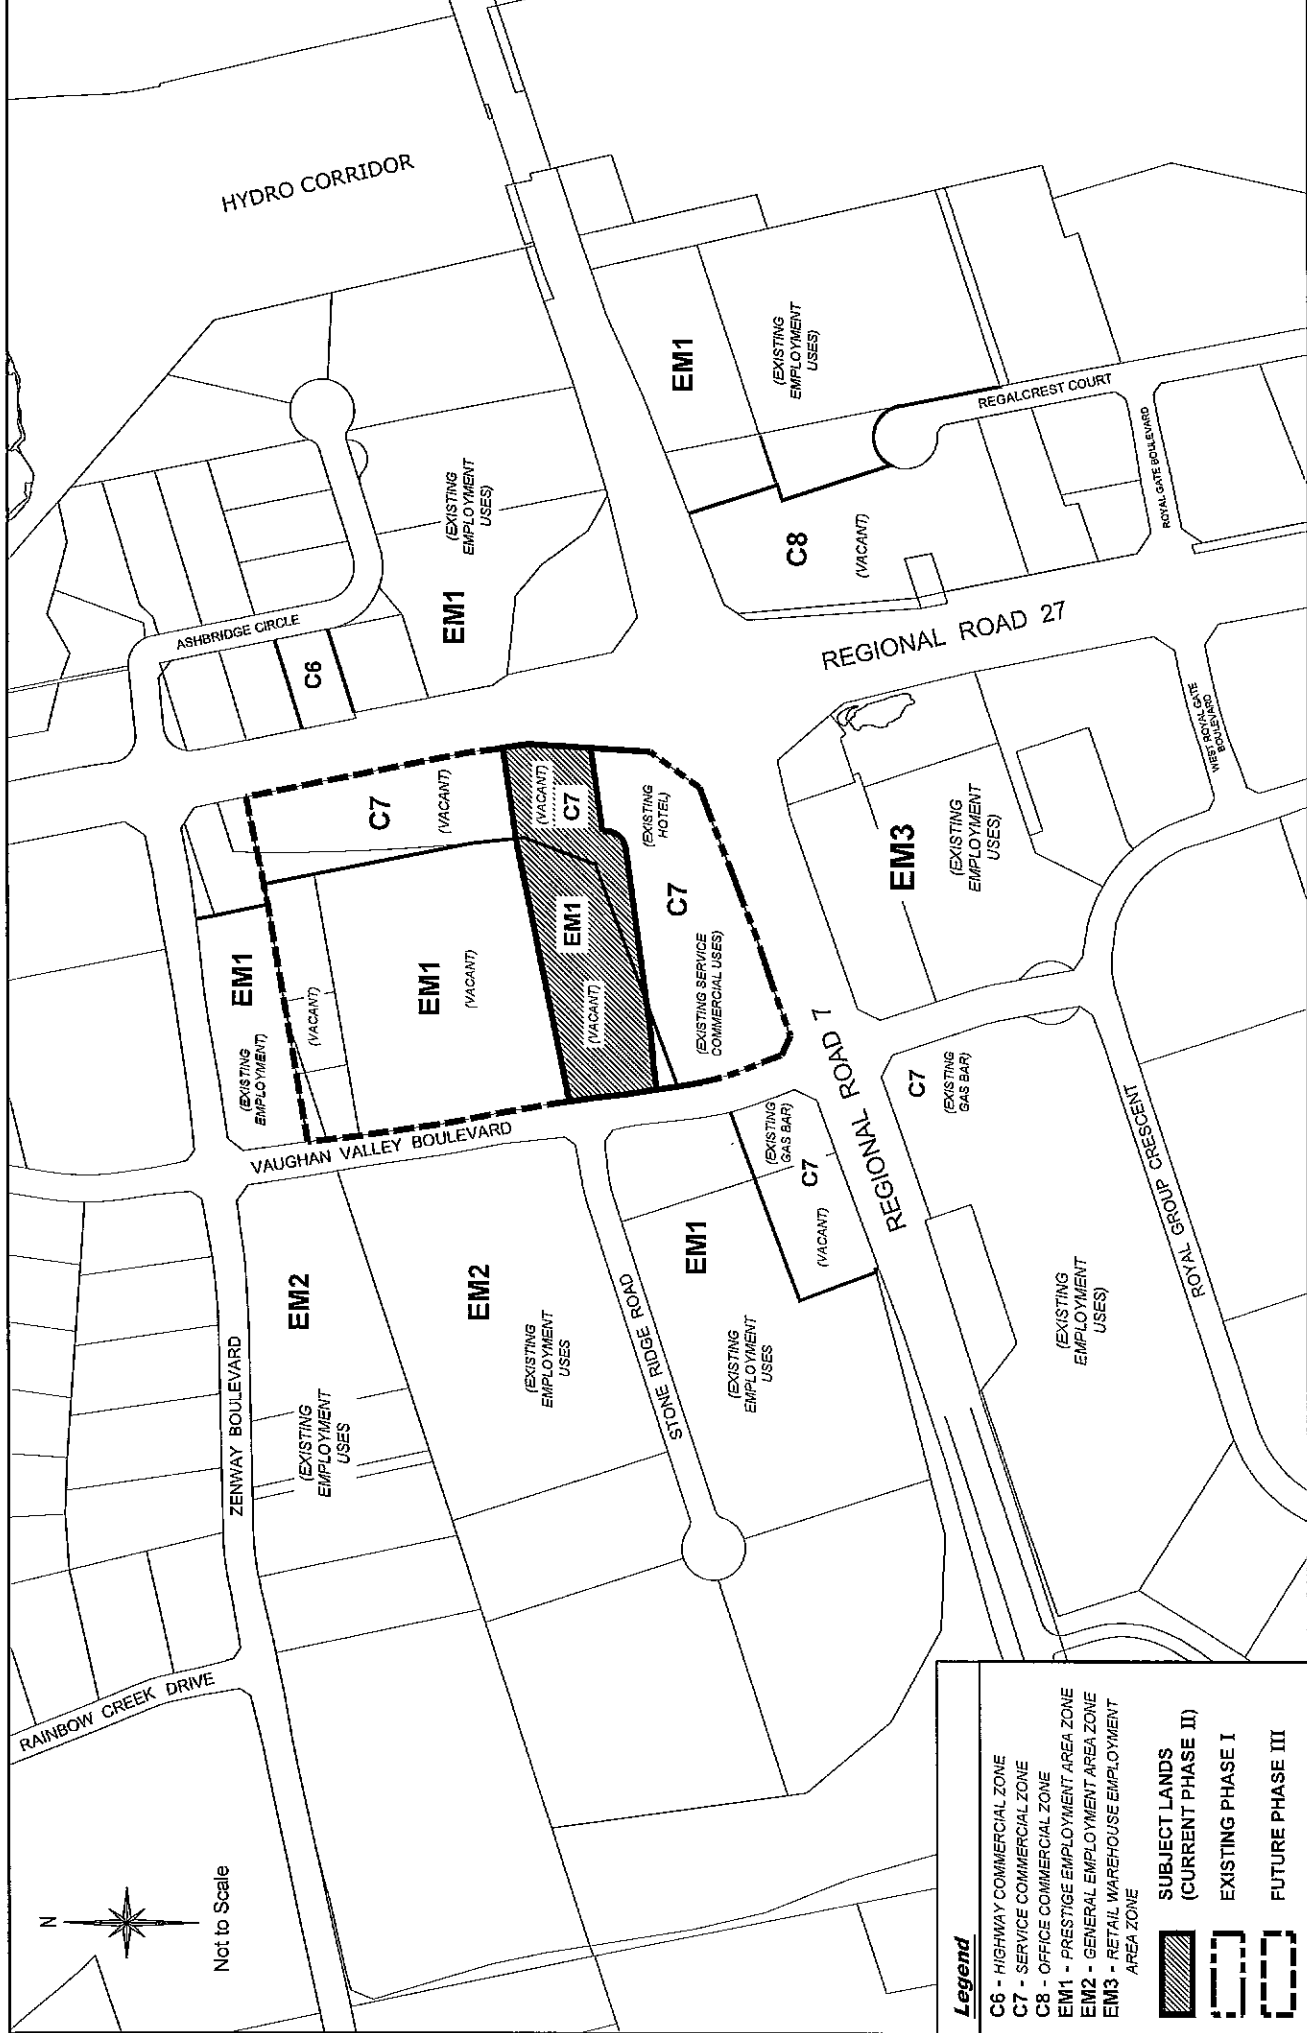 HYDRO CORRIDOR
ASHBRIDGE CIRCLE
C6
EM1
(EXISTING
EMPLOYMENT
USES)
EM1
(EXISTING
EMPLOYMENT
USES)
REGALCREST COURT
ROYAL GATE BOULEVARD
C8
(VACANT)
REGIONAL ROAD 27
WEST ROYAL GATE
BOULEVARD
C7
(VACANT)
(VACANT)
C7
(EXISTING
HOTEL)
C7
(EXISTING SERVICE
COMMERCIAL USES)
EM1
(VACANT)
EM1
(VACANT)
(VACANT)
EM1
(EXISTING
EMPLOYMENT)
EM3
(EXISTING
EMPLOYMENT
USES)
VAUGHAN VALLEY BOULEVARD
REGIONAL ROAD 7
C7
(EXISTING
GAS BAR)
(EXISTING
GAS BAR)
C7
(VACANT)
ROYAL GROUP CRESCENT
(EXISTING
EMPLOYMENT
USES)
ZENWAY BOULEVARD
EM2
(EXISTING
EMPLOYMENT
USES
EM2
(EXISTING
EMPLOYMENT
USES
STONE RIDGE ROAD
EM1
(EXISTING
EMPLOYMENT
USES
RAINBOW CREEK DRIVE
N
Not to Scale
Legend
C6 - HIGHWAY COMMERCIAL ZONE
C7 - SERVICE COMMERCIAL ZONE
C8 - OFFICE COMMERCIAL ZONE
EM1 - PRESTIGE EMPLOYMENT AREA ZONE
EM2 - GENERAL EMPLOYMENT AREA ZONE
EM3 - RETAIL WAREHOUSE EMPLOYMENT
AREA ZONE
SUBJECT LANDS
(CURRENT PHASE II)
EXISTING PHASE I
FUTURE PHASE III